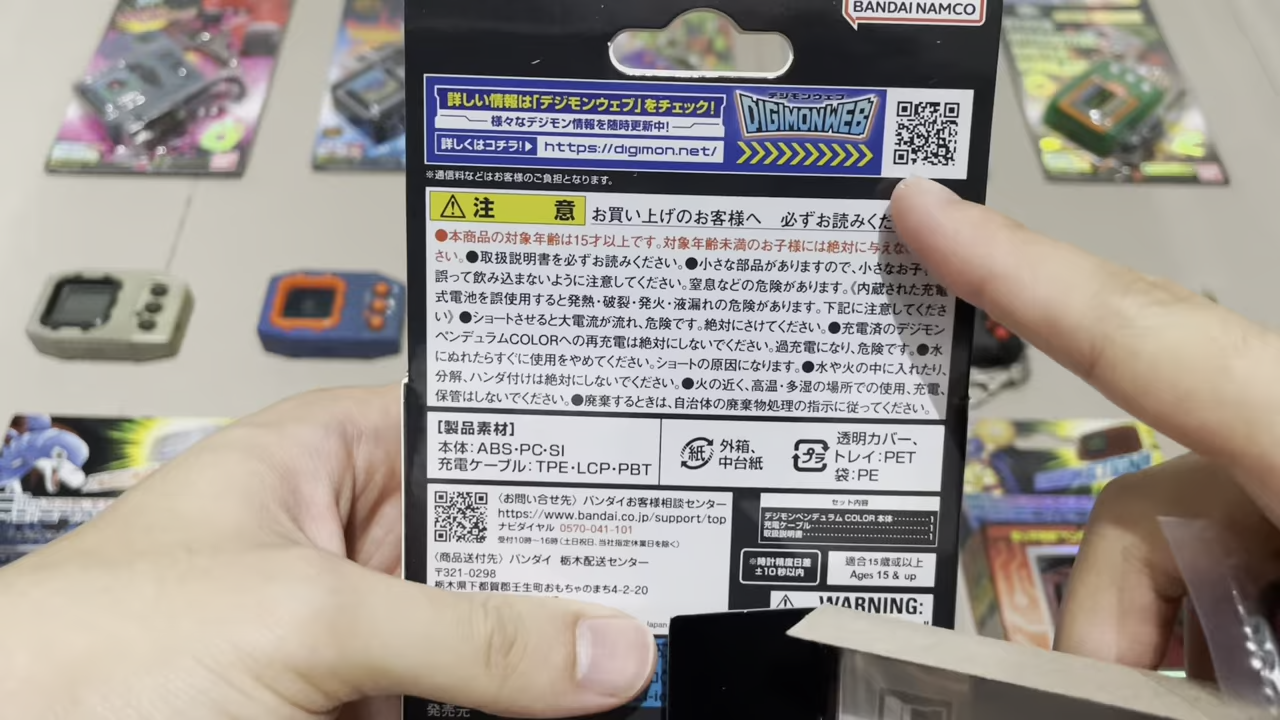 BANDAI NAMCO
詳しい情報は「デジモンウェブ」をチェック!
様々なデジモン情報を随時更新中!
詳しくはコチラ!▶ https://digimon.net/
デジモンウェブ
DIGIMONWEB
※通信料などはお客様のご負担となります。
注意 お買い上げのお客様へ 必ずお読みくだ
●本商品の対象年齢は15才以上です。対象年齢未満のお子様には絶対に与えな
さい。●取扱説明書を必ずお読みください。●小さな部品がありますので、小さなお子
誤って飲み込まないように注意してください。窒息などの危険があります。《内蔵された充電
式電池を誤使用すると発熱・破裂・発火・液漏れの危険があります。下記に注意してくださ
い》●ショートさせると大電流が流れ、危険です。絶対にさけてください。●充電済のデジモン
ペンデュラムCOLORへの再充電は絶対にしないでください。過充電になり、危険です。●水
にぬれたらすぐに使用をやめてください。ショートの原因になります。●水や火の中に入れたり、
分解、ハンダ付けは絶対にしないでください。●火の近く、高温・多湿の場所での使用、充電、
保管はしないでください。●廃棄するときは、自治体の廃棄物処理の指示に従ってください。
【製品素材】
本体:ABS・PC・SI
充電ケーブル:TPE・LCP・PBT
紙 外箱、
中台紙
プラ 透明カバー、
トレイ:PET
袋:PE
〈お問い合せ先〉バンダイお客様相談センター
https://www.bandai.co.jp/support/top
ナビダイヤル 0570-041-101
受付10時〜16時(土日祝日、当社指定休業日を除く)
〈商品送付先〉バンダイ 栃木配送センター
〒321-0298
栃木県下都賀郡壬生町おもちゃのまち4-2-20
Japan
セット内容
デジモンペンデュラム COLOR 本体………1
充電ケーブル………1
取扱説明書………1
※時計精度日差
±10秒以内
適合15歳或以上
Ages 15 & up
WARNING:
発売元